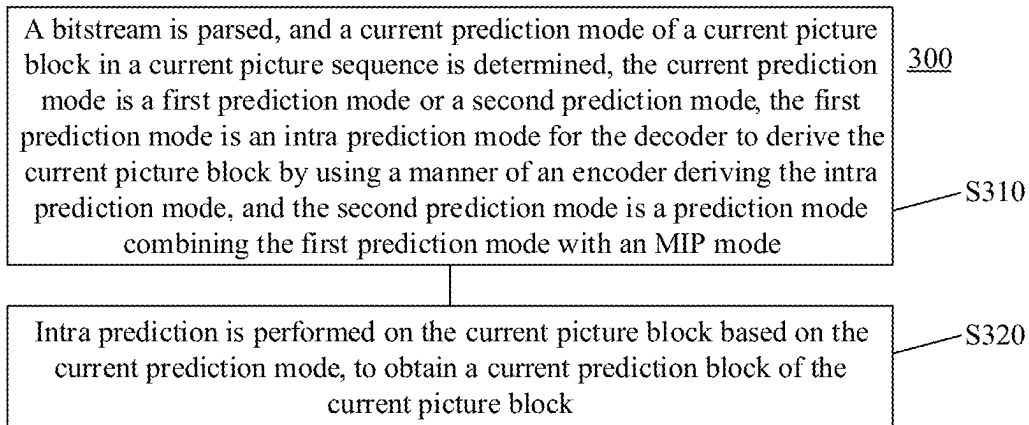 A bitstream is parsed, and a current prediction mode of a current picture
block in a current picture sequence is determined, the current prediction
mode is a first prediction mode or a second prediction mode, the first
prediction mode is an intra prediction mode for the decoder to derive the
current picture block by using a manner of an encoder deriving the intra
prediction mode, and the second prediction mode is a prediction mode
combining the first prediction mode with an MIP mode
300
S310
Intra prediction is performed on the current picture block based on the
current prediction mode, to obtain a current prediction block of the
current picture block
S320